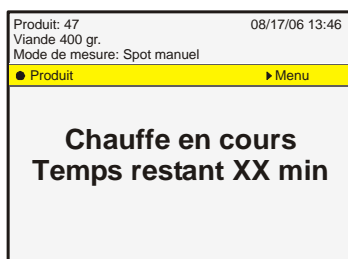 Produit: 47 08/17/06 13:46
Viande 400 gr.
Mode de mesure: Spot manuel
Produit Menu
Chauffe en cours
Temps restant XX min